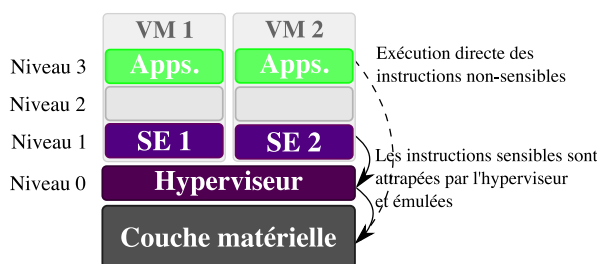 VM 1
VM 2
Niveau 3
Apps.
Apps.
Exécution directe des
instructions non-sensibles
Niveau 2
Niveau 1
SE 1
SE 2
Les instructions sensibles sont
attrapées par l'hyperviseur
et émulées
Niveau 0
Hyperviseur
Couche matérielle